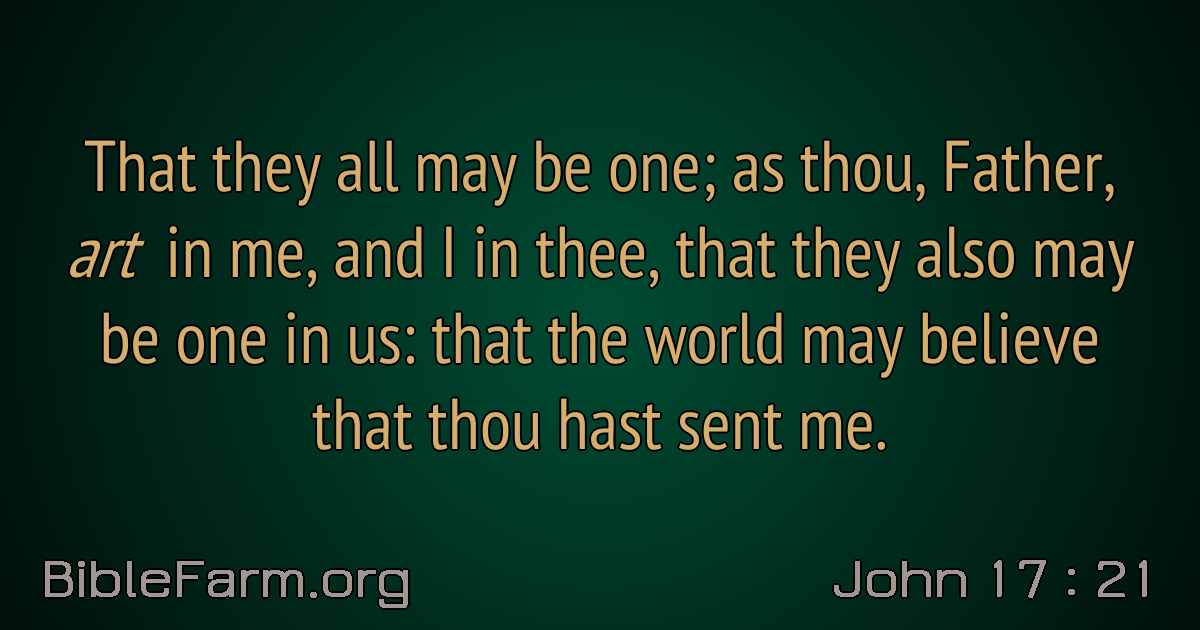 That they all may be one; as thou, Father,
art in me, and I in thee, that they also may
be one in us: that the world may believe
that thou hast sent me.
BibleFarm.org
John 17 : 21